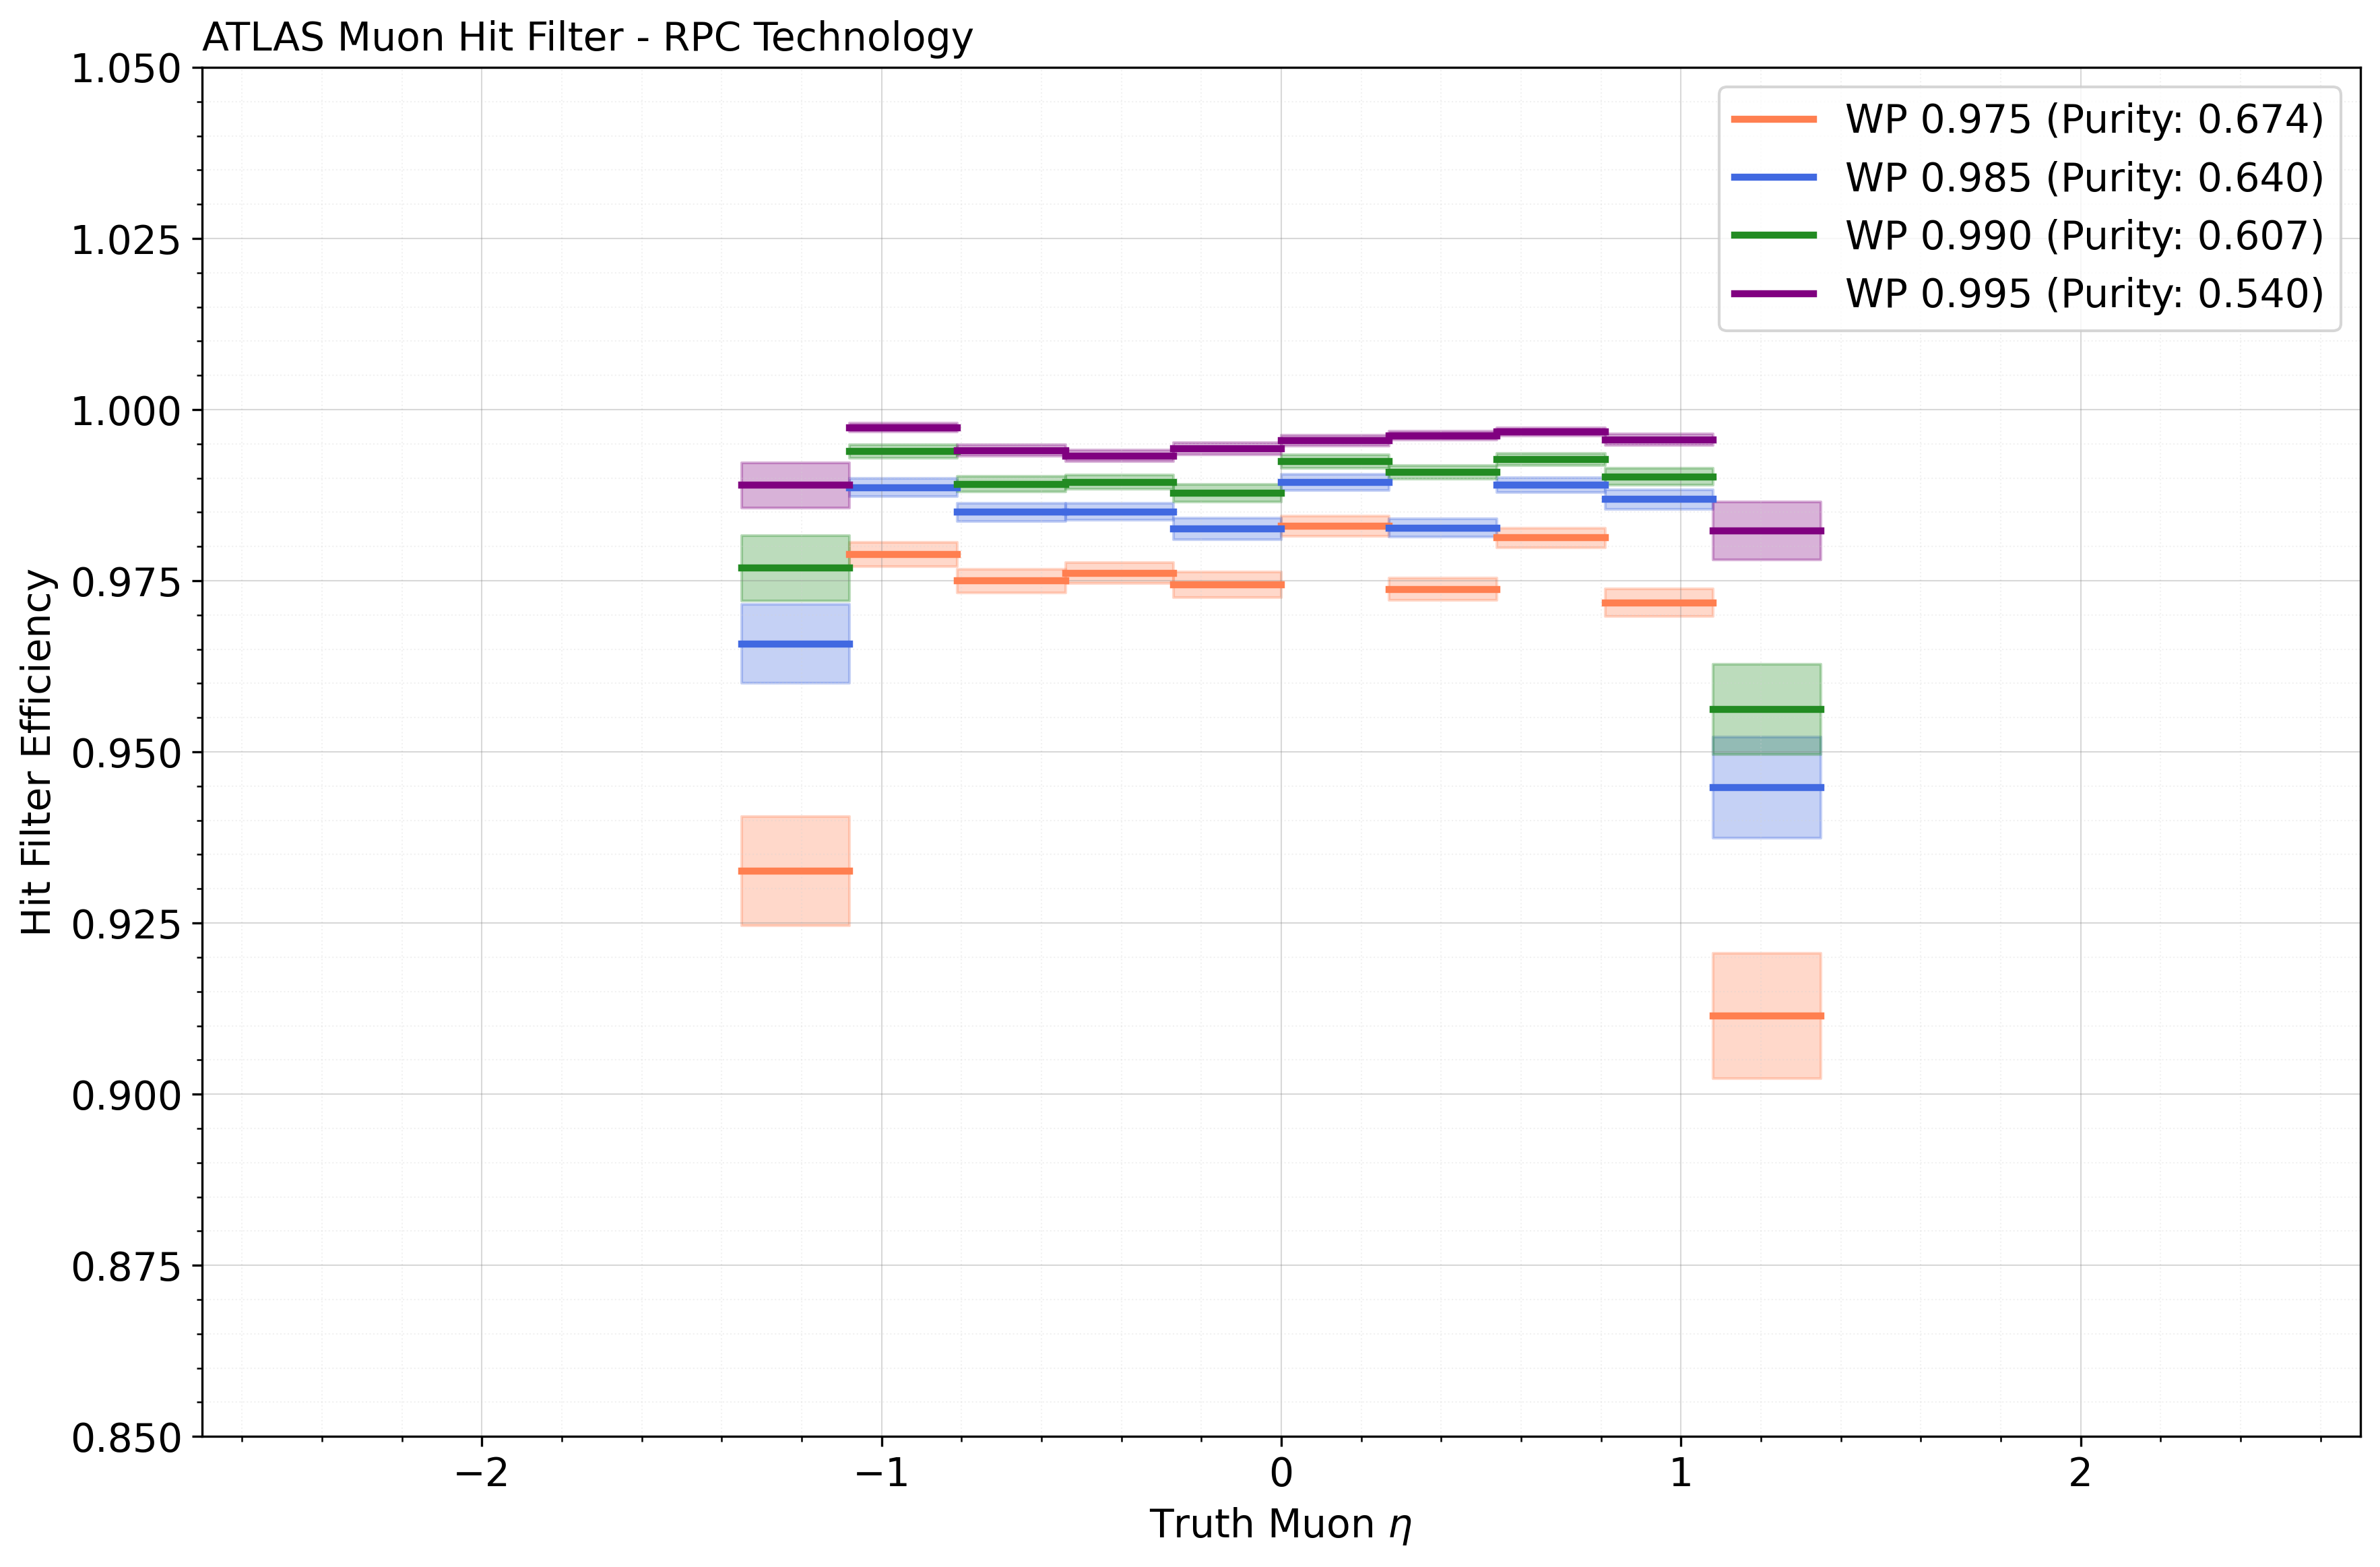 ATLAS Muon Hit Filter - RPC Technology
1.050
1.025
1.000
0.975
0.950
0.925
0.900
0.875
0.850
Hit Filter Efficiency
WP 0.975 (Purity: 0.674)
WP 0.985 (Purity: 0.640)
WP 0.990 (Purity: 0.607)
WP 0.995 (Purity: 0.540)
−2 −1 0 1 2
Truth Muon η